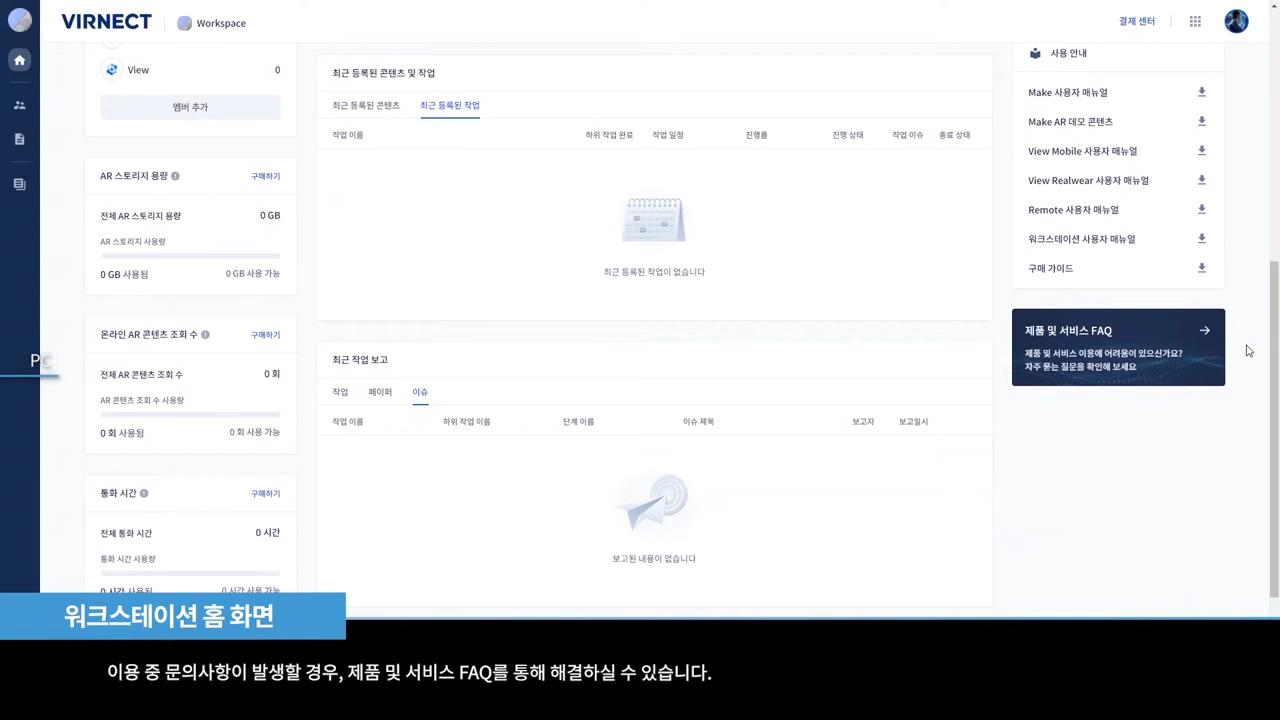 VIRNECT
Workspace
결제 센터
View 0
멤버 추가
AR 스토리지 용량 구매하기
전체 AR 스토리지 용량 0 GB
AR 스토리지 사용량
0 GB 사용됨 0 GB 사용 가능
온라인 AR 콘텐츠 조회 수 구매하기
전체 AR 콘텐츠 조회 수 0 회
AR 콘텐츠 조회 수 사용량
0 회 사용됨 0 회 사용 가능
통화 시간 구매하기
전체 통화 시간 0 시간
통화 시간 사용량
0 시간 사용됨 0 시간 사용 가능
PC
최근 등록된 콘텐츠 및 작업
최근 등록된 콘텐츠 최근 등록된 작업
작업 이름 하위 작업 완료 작업 일정 진행률 진행 상태 작업 이슈 종료 상태
최근 등록된 작업이 없습니다
최근 작업 보고
작업 페이퍼 이슈
작업 이름 하위 작업 이름 단계 이름 이슈 제목 보고자 보고일시
보고된 내용이 없습니다
사용 안내
Make 사용자 매뉴얼
Make AR 데모 콘텐츠
View Mobile 사용자 매뉴얼
View Realwear 사용자 매뉴얼
Remote 사용자 매뉴얼
워크스테이션 사용자 매뉴얼
구매 가이드
제품 및 서비스 FAQ
제품 및 서비스 이용에 어려움이 있으신가요?
자주 묻는 질문을 확인해 보세요
워크스테이션 홈 화면
이용 중 문의사항이 발생할 경우, 제품 및 서비스 FAQ를 통해 해결하실 수 있습니다.